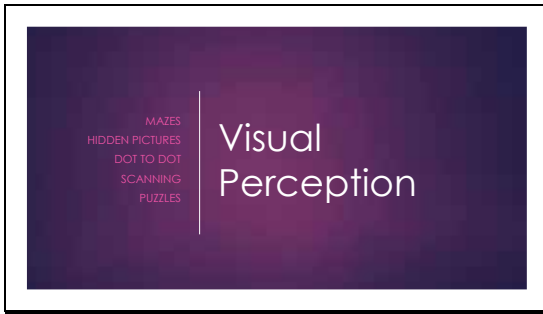 MAZES
HIDDEN PICTURES
DOT TO DOT
SCANNING
PUZZLES
Visual
Perception